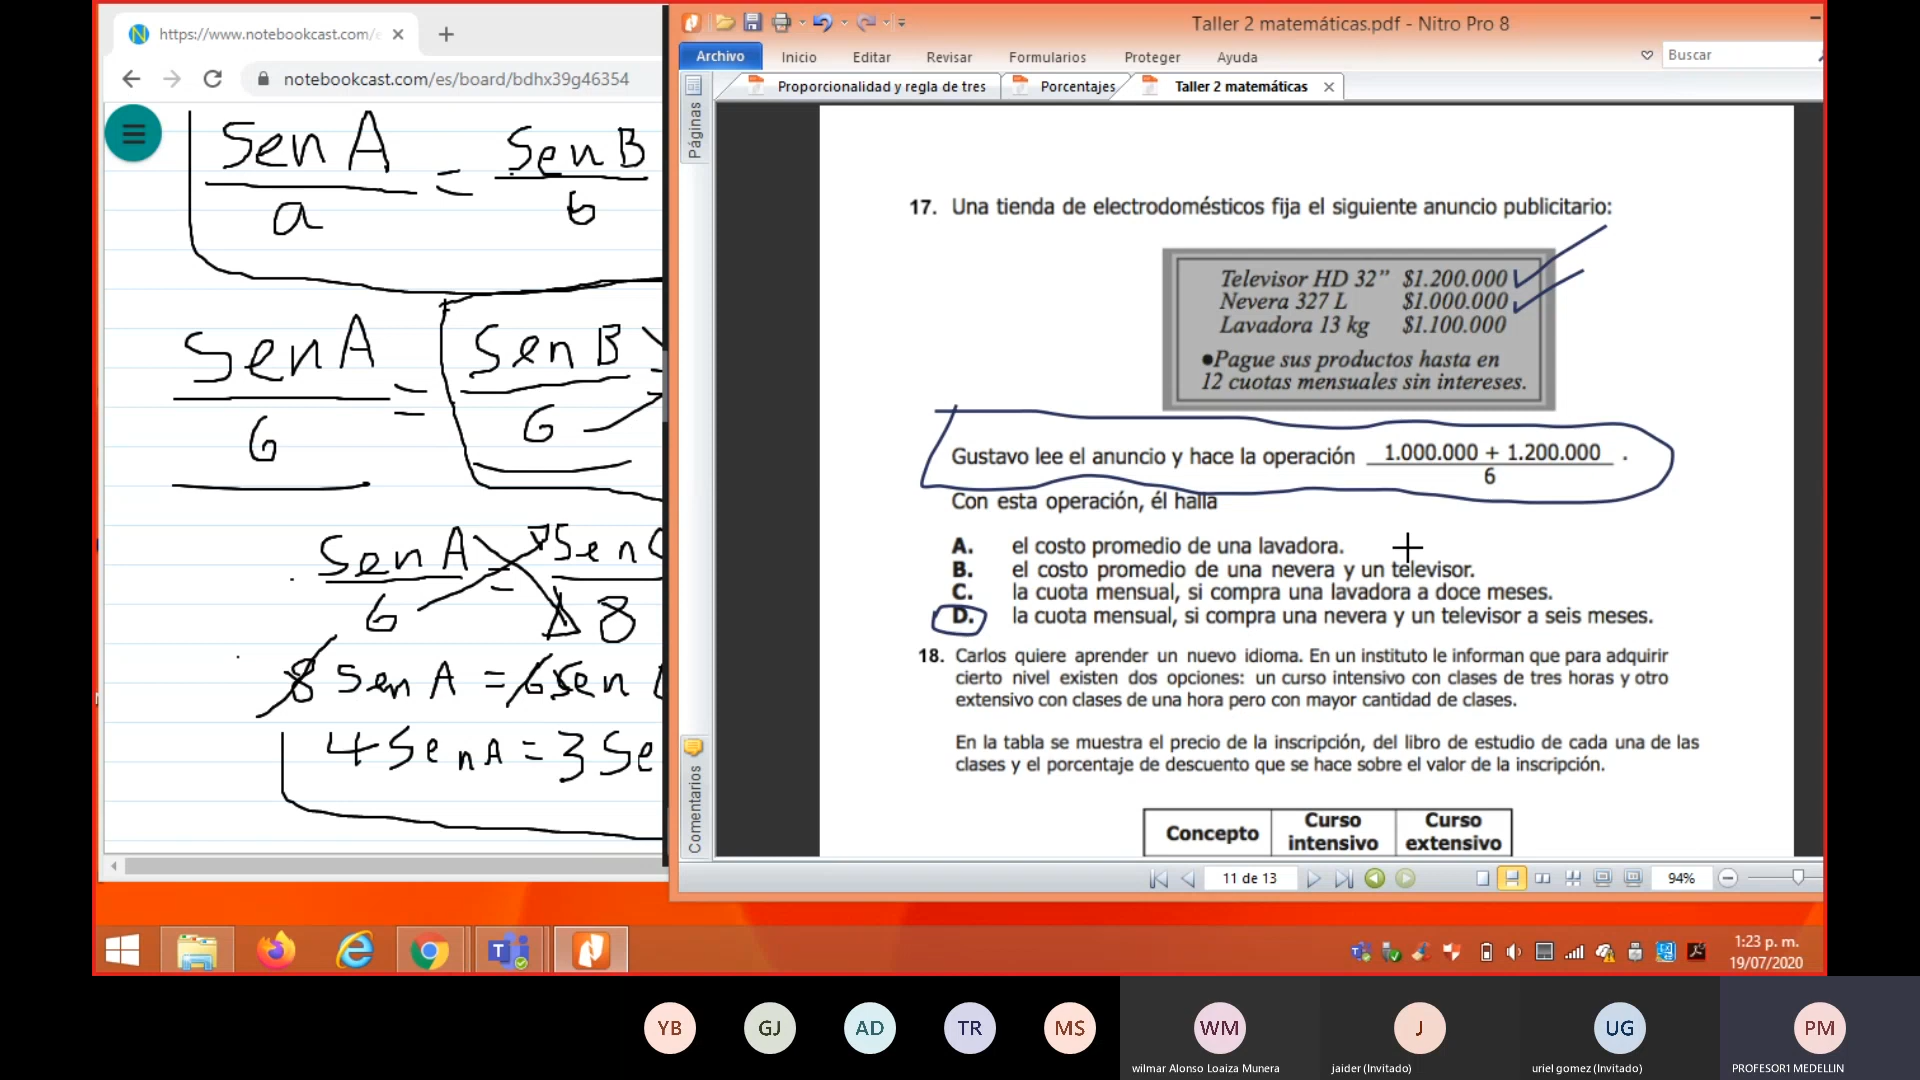 https://www.notebookcast.com/e
notebookcast.com/es/board/bdhx39g46354
Sen A = Sen B
a b
Sen A = Sen B
6 6
Sen A = Sen
6 8
8 Sen A = 6 Sen
4 Sen A = 3 Se
Taller 2 matemáticas.pdf - Nitro Pro 8
Archivo Inicio Editar Revisar Formularios Proteger Ayuda Buscar
Proporcionalidad y regla de tres Porcentajes Taller 2 matemáticas
Páginas
Comentarios
17. Una tienda de electrodomésticos fija el siguiente anuncio publicitario:
Televisor HD 32” $1.200.000
Nevera 327 L $1.000.000
Lavadora 13 kg $1.100.000
●Pague sus productos hasta en
12 cuotas mensuales sin intereses.
Gustavo lee el anuncio y hace la operación 1.000.000 + 1.200.000 .
6
Con esta operación, él halla
A. el costo promedio de una lavadora.
B. el costo promedio de una nevera y un televisor.
C. la cuota mensual, si compra una lavadora a doce meses.
D. la cuota mensual, si compra una nevera y un televisor a seis meses.
18. Carlos quiere aprender un nuevo idioma. En un instituto le informan que para adquirir
cierto nivel existen dos opciones: un curso intensivo con clases de tres horas y otro
extensivo con clases de una hora pero con mayor cantidad de clases.
En la tabla se muestra el precio de la inscripción, del libro de estudio de cada una de las
clases y el porcentaje de descuento que se hace sobre el valor de la inscripción.
Concepto Curso intensivo Curso extensivo
11 de 13 94%
1:23 p. m.
19/07/2020
YB GJ AD TR MS WM J UG PM
wilmar Alonso Loaiza Munera jaider (Invitado) uriel gomez (Invitado) PROFESOR1 MEDELLIN